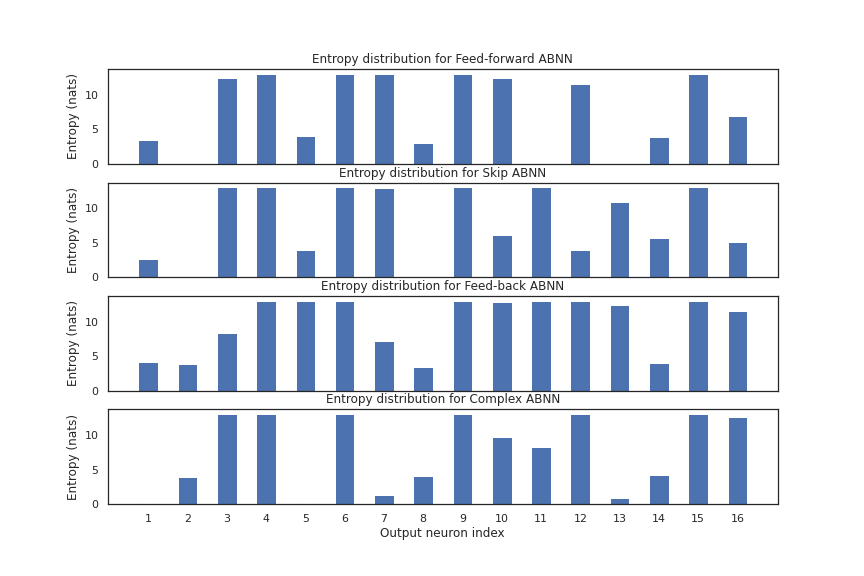 Entropy distribution for Feed-forward ABNN
Entropy (nats)
10
5
0
Entropy distribution for Skip ABNN
Entropy (nats)
10
5
0
Entropy distribution for Feed-back ABNN
Entropy (nats)
10
5
0
Entropy distribution for Complex ABNN
Entropy (nats)
10
5
0
1 2 3 4 5 6 7 8 9 10 11 12 13 14 15 16
Output neuron index